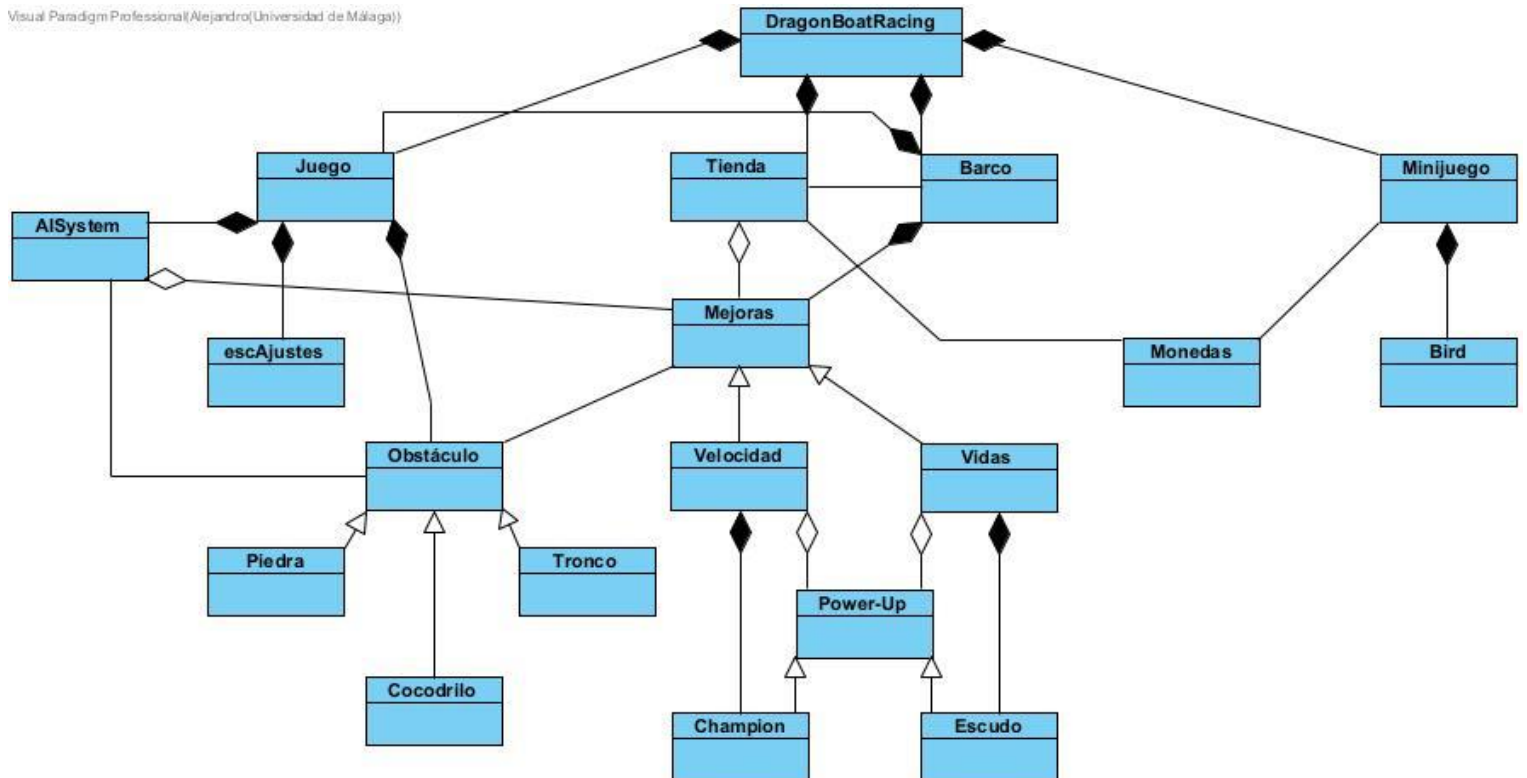 Visual Paradigm Professional(Alejandro(Universidad de Málaga))
DragonBoatRacing
Juego
Tienda
Barco
Minijuego
AISystem
Mejoras
escAjustes
Monedas
Bird
Obstáculo
Velocidad
Vidas
Piedra
Tronco
Power-Up
Cocodrilo
Champion
Escudo